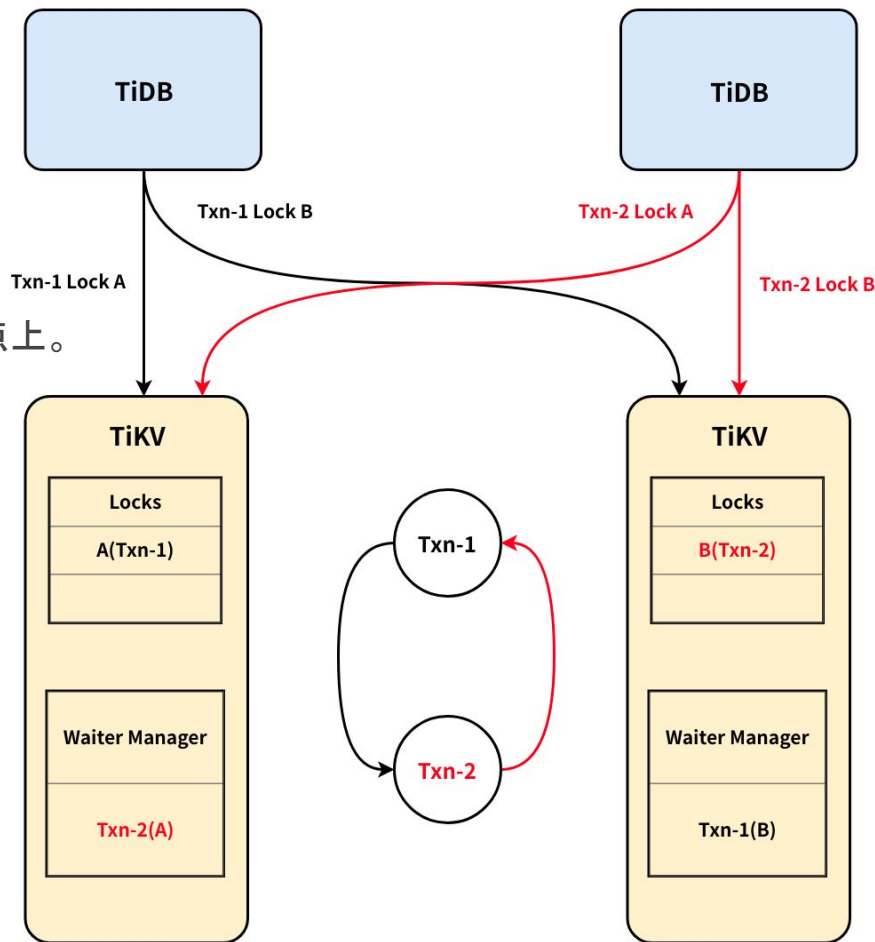 TiDB
TiDB
Txn-1 Lock B
Txn-2 Lock A
Txn-1 Lock A
Txn-2 Lock B
点上。
TiKV
Locks
A(Txn-1)
Waiter Manager
Txn-2(A)
Txn-1
Txn-2
TiKV
Locks
B(Txn-2)
Waiter Manager
Txn-1(B)